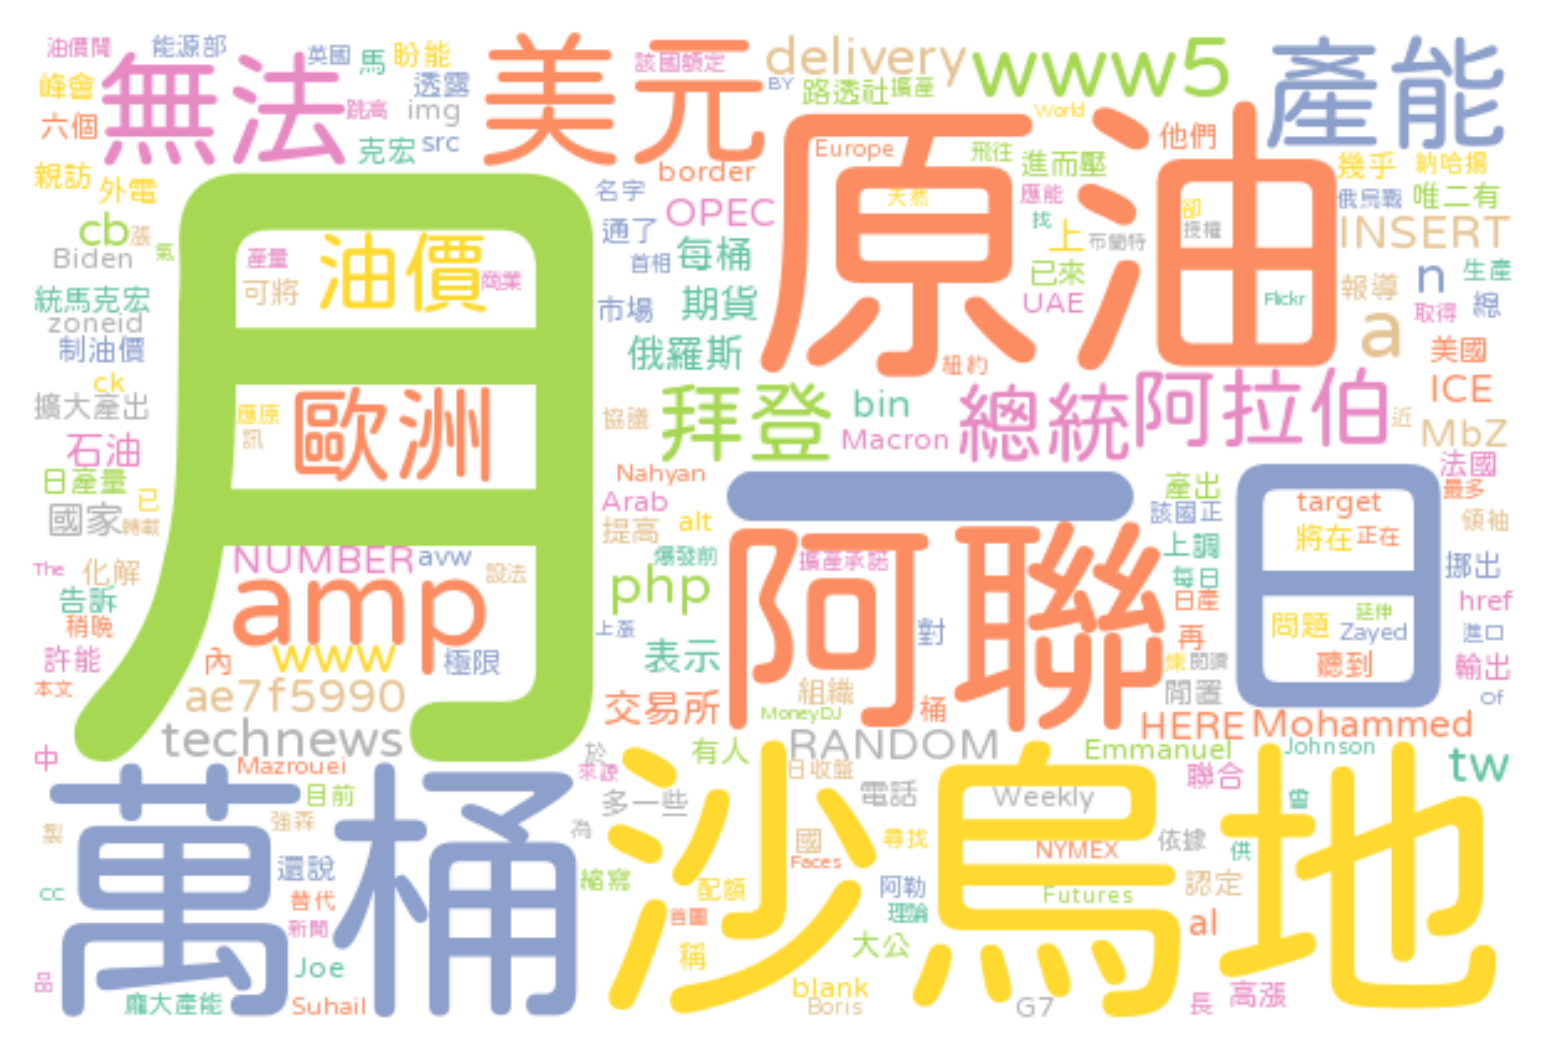 油價聞 能源部 英國 馬 盼能 美元 該國額定 delivery www5 產能
峰會 無法 透露 BY 路透社 擴產
六個 跳高 img World
克宏 src Europe 飛往 進而壓 他們 幾乎 納哈揚
親訪 外電 名字 border 原油 天然 應能 卻 俄烏戰 唯二有
cb 漲 氣 通了 OPEC 找 上 布蘭特 授權 INSERT
Biden 產量 油價 商業 首相 每桶 已來 報導 n 生產
統馬克宏 可將 市場 期貨 UAE Flickr 取得 總
zoneid a
制油價 月 俄羅斯 紐約 美國
ck 歐洲 拜登 bin 總統 阿拉伯 ICE
擴大產出 應原 協議 Macron 近 MbZ
石油 訊 法國
日產量 已 Nahyan 一 產出 日 target 最多
國家 轉載 Arab 提高 alt 該國正 將在 正在 領袖
The 化解 NUMBER avw 設法 爆發前 阿聯 擴產承諾 上調 挪出
告訴 amp php 每日 href
稍晚 上漲 對 日產 再 問題 延伸 Zayed 進口
許能 內 www 極限 表示 煉 閱讀 聽到 輸出
本文 ae7f5990 交易所 組織 桶 閒置 Of
technews MoneyDJ HERE Mohammed
中 Mazrouei 於 有人 RANDOM Emmanuel Johnson tw
萬桶 目前 來源 沙烏地 日收盤 聯合
強森 多一些 電話 Weekly 曾
製 為 國 尋找 NYMEX 依據 供
cc 還說 縮寫 Faces 配額 阿勒 Futures 認定
替代 首圖 理論 al
新聞 Joe 稱 大公
品 龐大產能 Suhail blank Boris G7 長 高漲